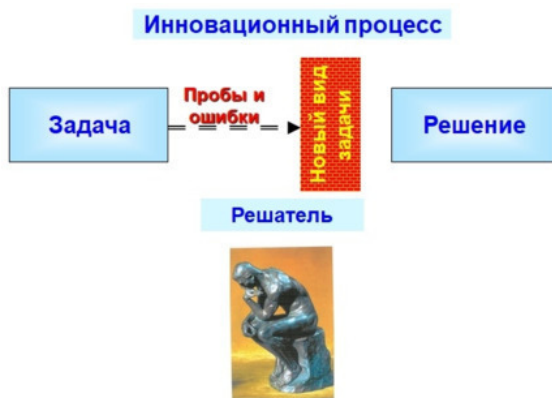 Инновационный процесс
Задача
Пробы и
ошибки
Новый вид
задачи
Решение
Решатель